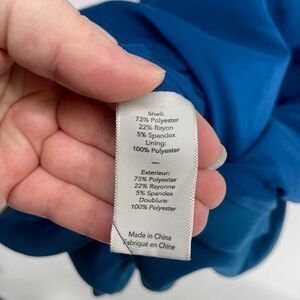 Shell:
73% Polyester
22% Rayon
5% Spandex
Lining:
100% Polyester
—
Exterieur:
73% Polyester
22% Rayonne
5% Spandex
Doublure:
100% Polyester
Made in China
Fabriqué en China